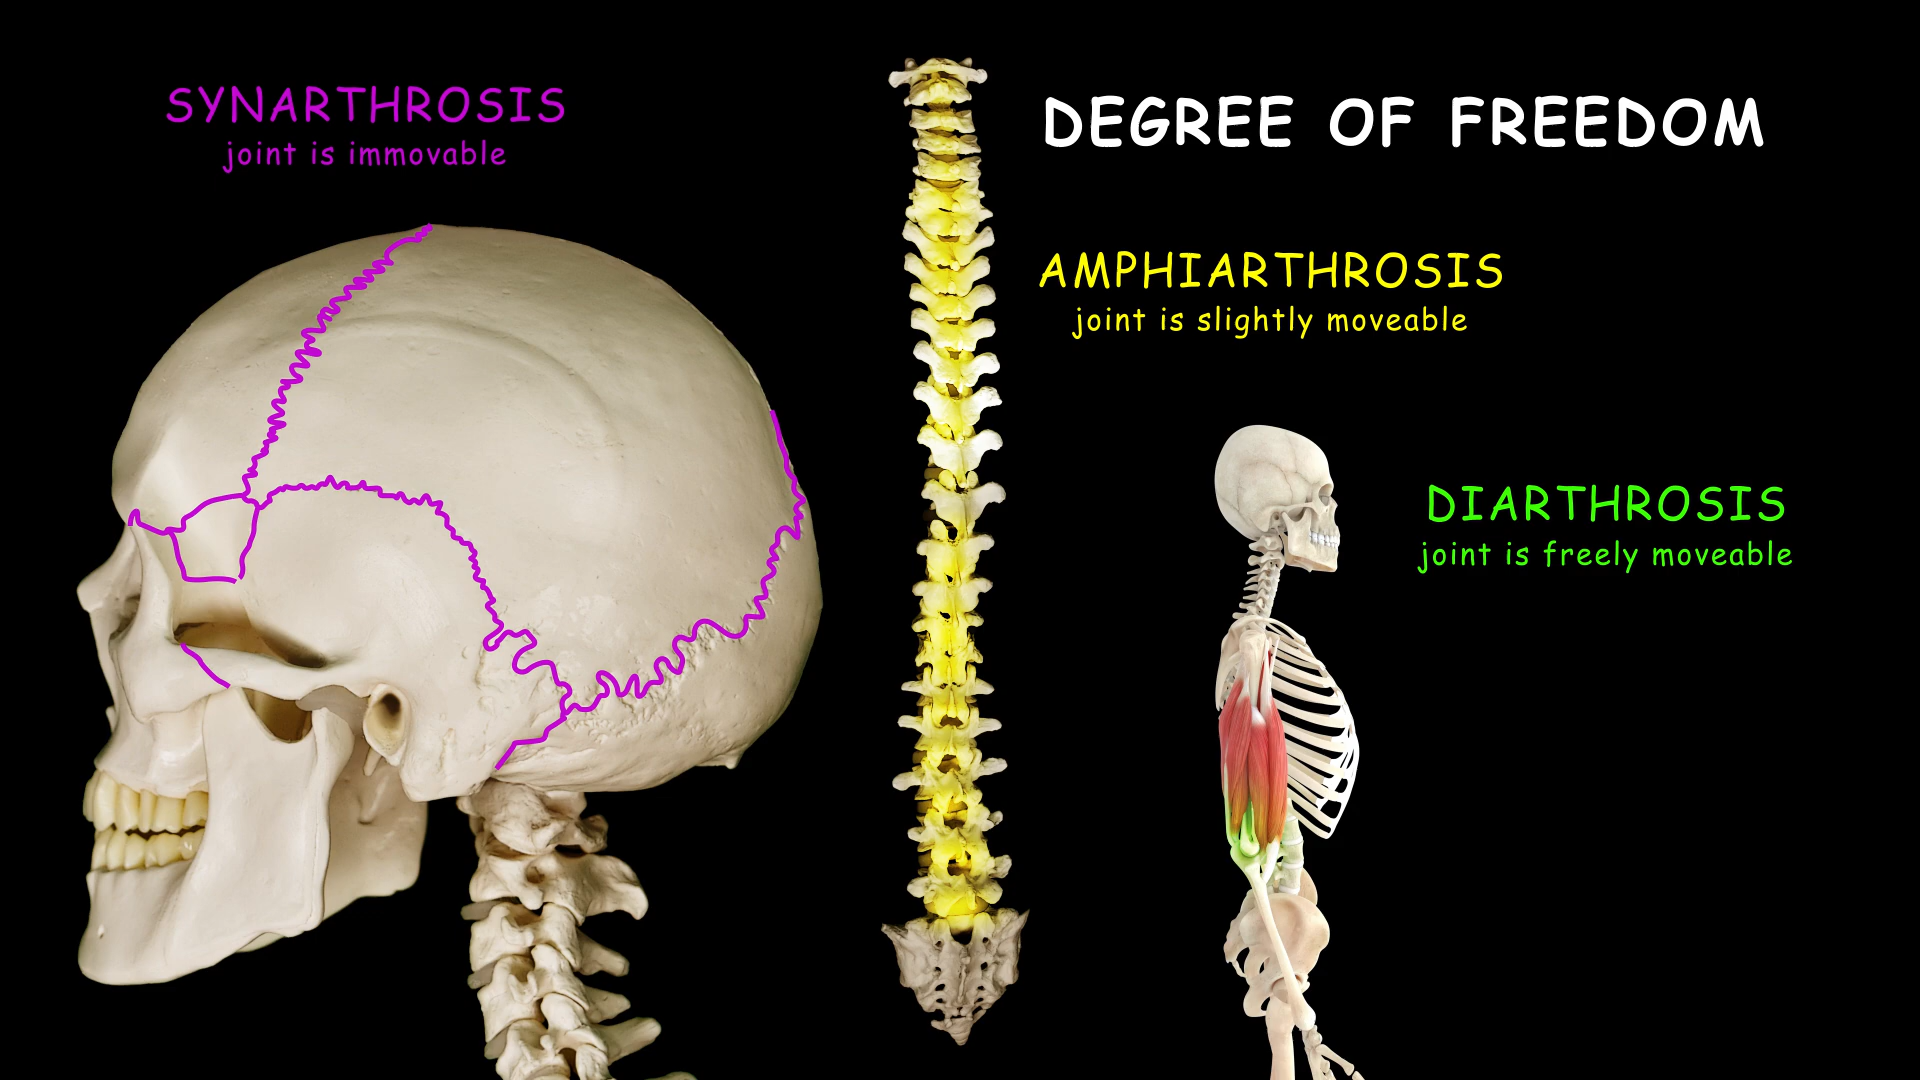 SYNARTHROSIS
joint is immovable
DEGREE OF FREEDOM
AMPHIARTHROSIS
joint is slightly moveable
DIARTHROSIS
joint is freely moveable